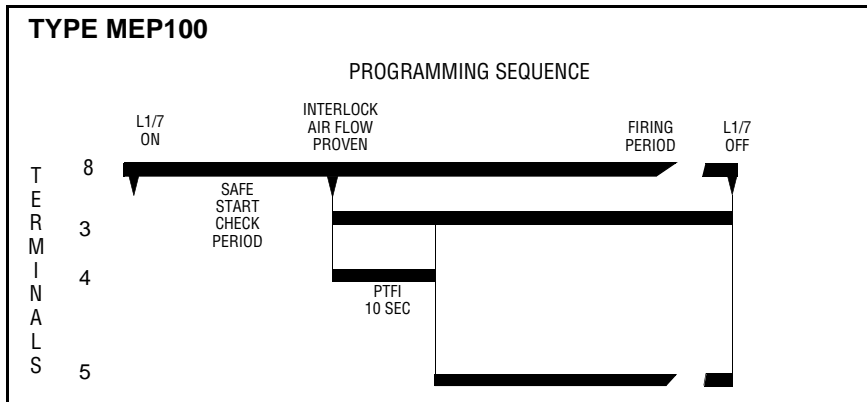 TYPE MEP100
PROGRAMMING SEQUENCE
L1/7
ON
INTERLOCK
AIR FLOW
PROVEN
FIRING
PERIOD
L1/7
OFF
TERMINALS
8
SAFE
START
CHECK
PERIOD
3
4
PTFI
10 SEC
5